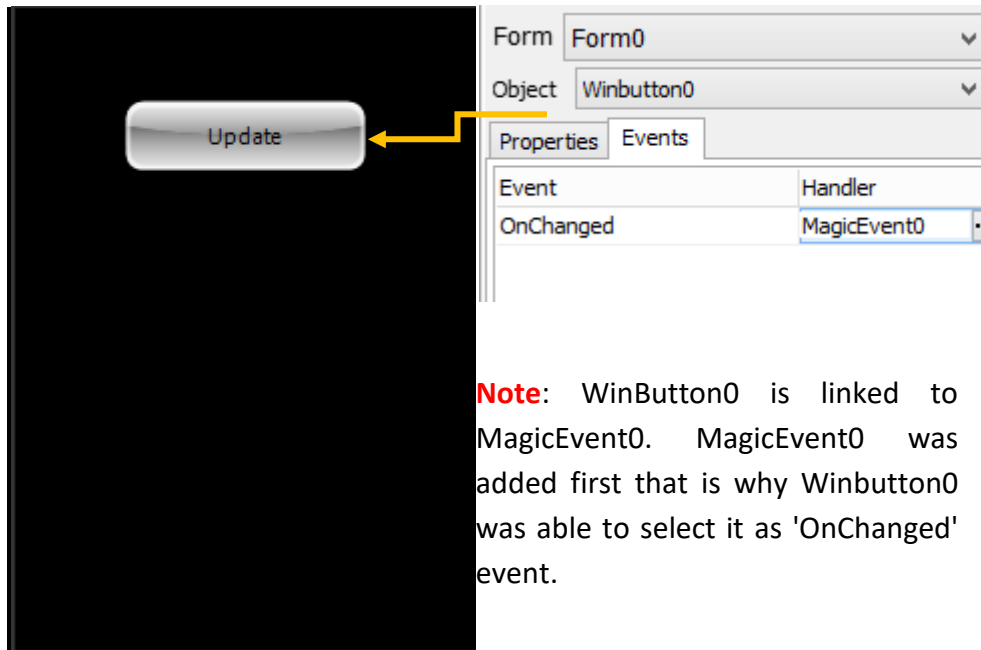 Form Form0
Object Winbutton0
Update
Properties Events
Event Handler
OnChanged MagicEvent0
Note: WinButton0 is linked to
MagicEvent0. MagicEvent0 was
added first that is why Winbutton0
was able to select it as 'OnChanged'
event.